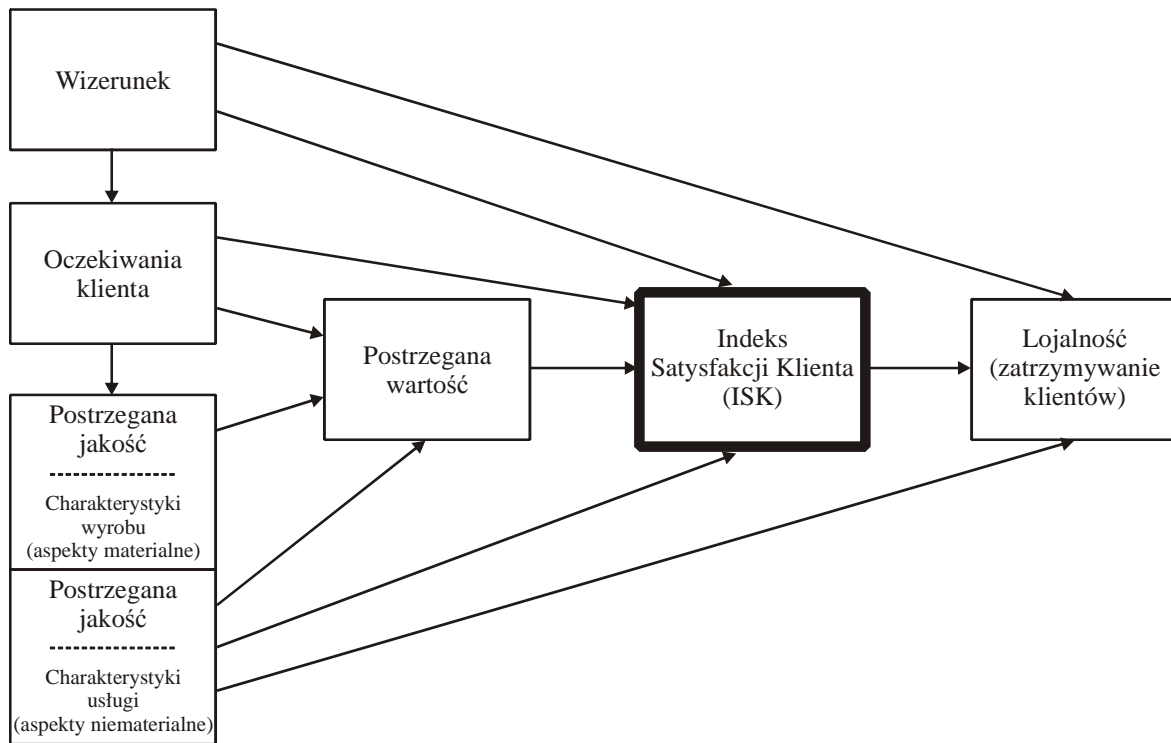 Wizerunek
Oczekiwania
klienta
Postrzegana
jakość
Charakterystyki
wyrobu
(aspekty materialne)
Postrzegana
jakość
Charakterystyki
usługi
(aspekty niematerialne)
Postrzegana
wartość
Indeks
Satysfakcji Klienta
(ISK)
Lojalność
(zatrzymywanie
klientów)